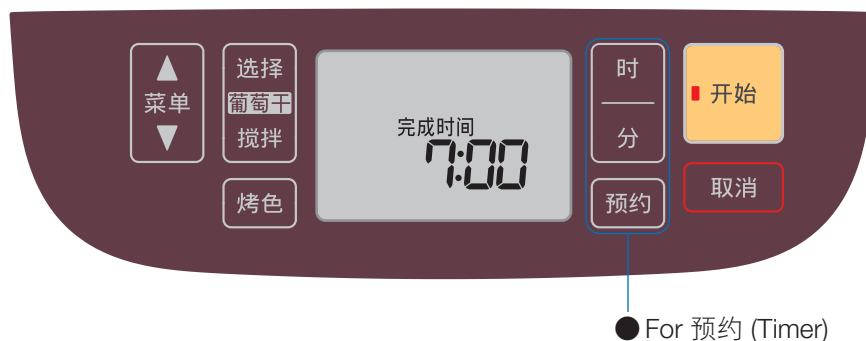 ▲
菜单
▼
选择
葡萄干
搅拌
烤色
完成时间
7:00
时
分
预约
开始
取消
● For 预约 (Timer)